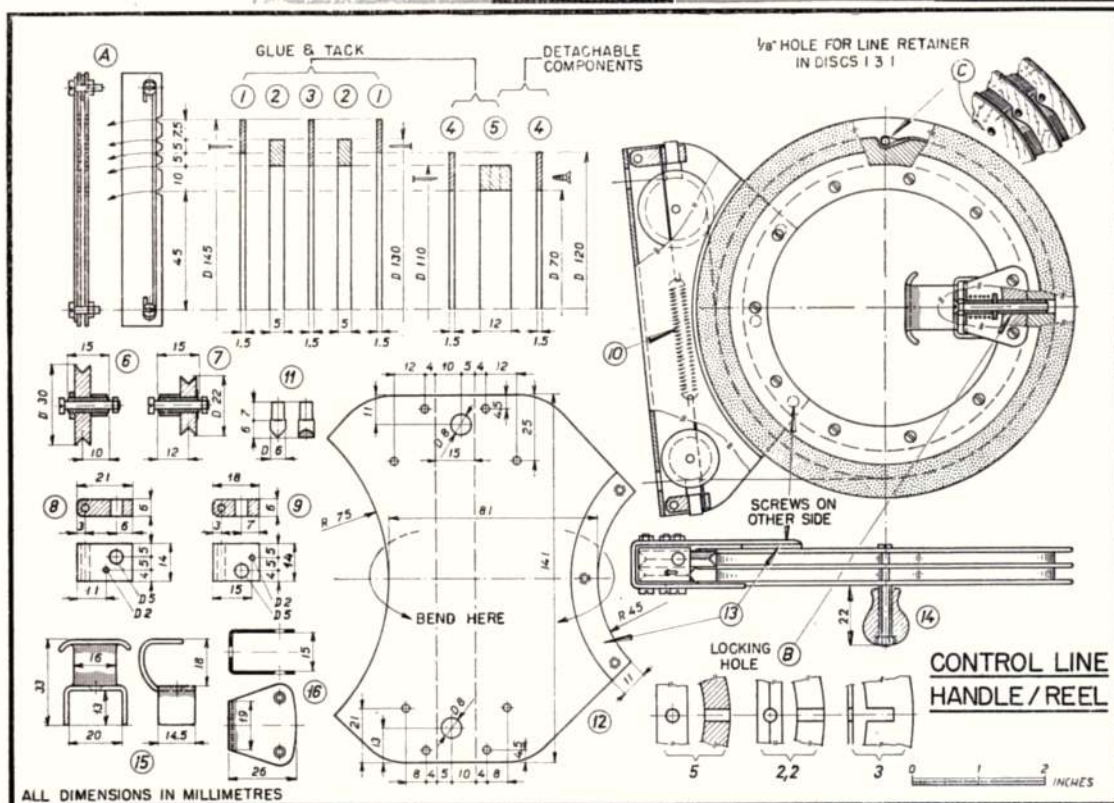 GLUE & TACK
DETACHABLE COMPONENTS
1/8" HOLE FOR LINE RETAINER
IN DISCS 1 3 1
A
C
1 2 3 2 1
4 5 4
7.5
5
5
5
10
45
D 145
D 130
D 110
D 70
D 120
5
5
12
1.5 1.5 1.5 1.5 1.5
15
15
6
7
11
D 30
D 22
10
12
7
6
D 6
12 4 10 5 4 12
11
D 8
4.5
25
15
10
21
18
8
9
3 6
6
3 7
6
5
5
4
14
5
5
4
14
11
15
D 5
D 2
D 2
D 5
R 75
81
141
BEND HERE
R 45
11
SCREWS ON
OTHER SIDE
13
22
14
LOCKING
HOLE
B
CONTROL LINE
HANDLE/REEL
33
16
13
20
18
14.5
15
15
16
19
26
21
13
D 8
4.5
12
8 4 5 10 4 8
5
2,2
3
0 1 2
INCHES
ALL DIMENSIONS IN MILLIMETRES